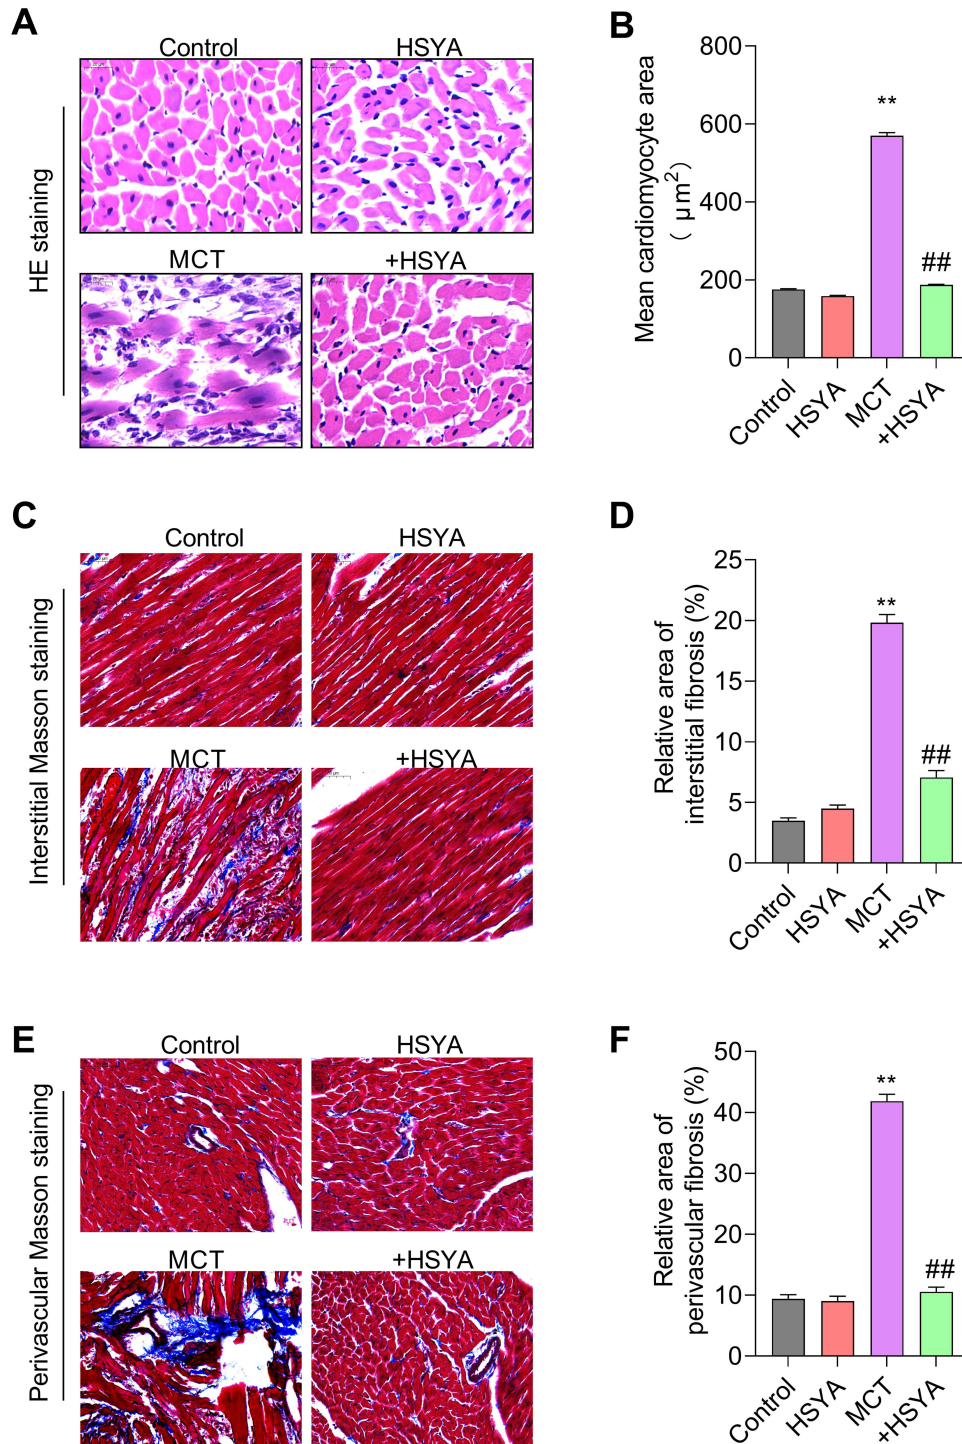 A
Control
HSYA
HE staining
MCT
+HSYA
B
Mean cardiomyocyte area
( μm²)
800
600
400
200
0
**
##
Control
HSYA
MCT
+HSYA
C
Control
HSYA
Interstitial Masson staining
MCT
+HSYA
D
Relative area of
interstitial fibrosis (%)
25
20
15
10
5
0
**
##
Control
HSYA
MCT
+HSYA
E
Control
HSYA
Perivascular Masson staining
MCT
+HSYA
F
Relative area of
perivascular fibrosis (%)
50
40
30
20
10
0
**
##
Control
HSYA
MCT
+HSYA